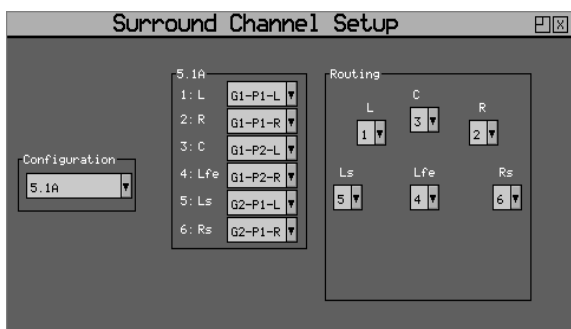 Surround Channel Setup
Configuration
5.1A
5.1A
1: L G1-P1-L
2: R G1-P1-R
3: C G1-P2-L
4: Lfe G1-P2-R
5: Ls G2-P1-L
6: Rs G2-P1-R
Routing
L C R
1 3 2
Ls Lfe Rs
5 4 6